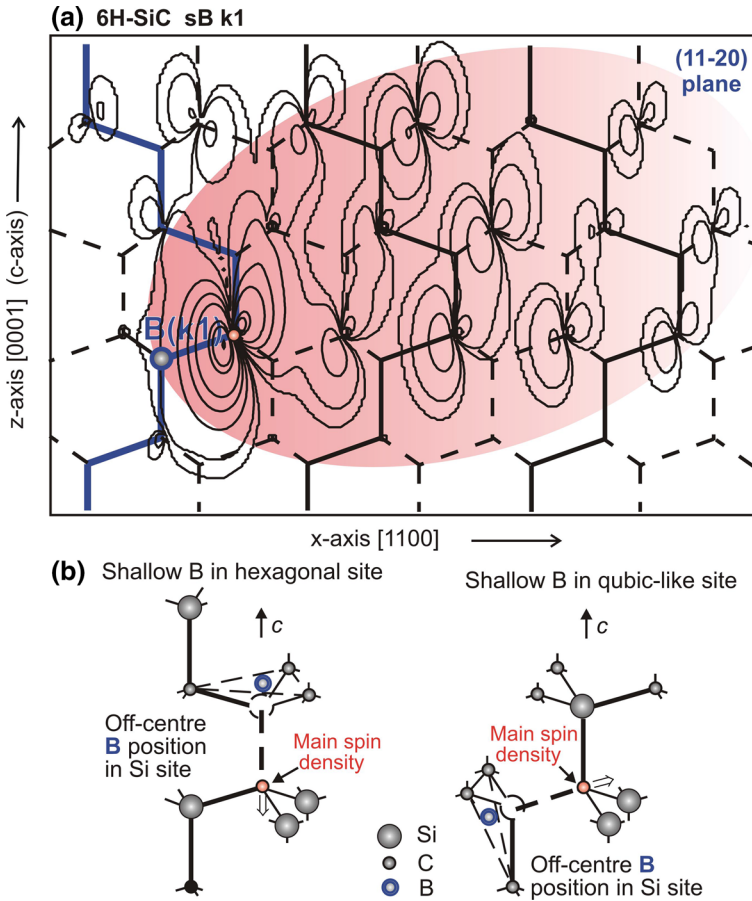 (a) 6H-SiC sB k1
(11-20)
plane
z-axis [0001] (c-axis)
B(k1)
x-axis [1100]
(b)
Shallow B in hexagonal site
Shallow B in qubic-like site
c
c
Off-centre
B position
in Si site
Main spin
density
Main spin
density
Si
C
B
Off-centre B
position in Si site